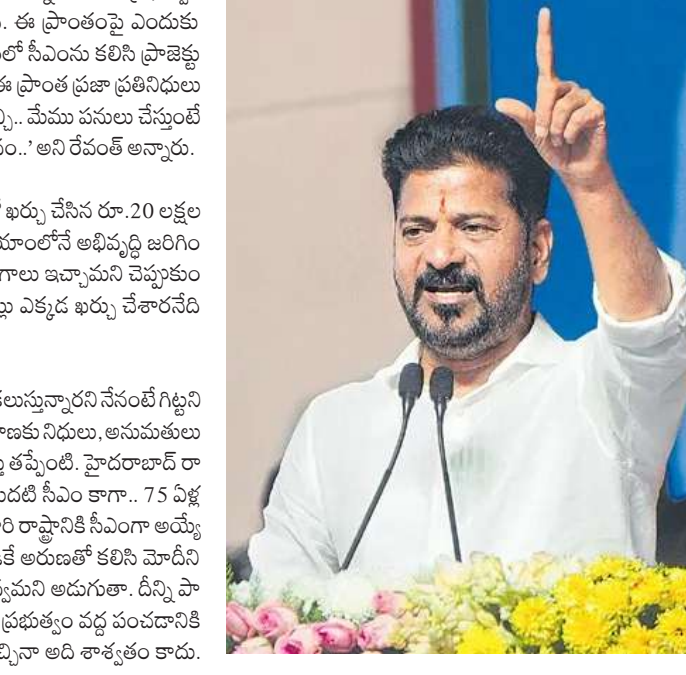 . ఈ ప్రాంతంపై ఎందుకు
లో సీఎంను కలిసి ప్రాజెక్టు
ఈ ప్రాంత ప్రజా ప్రతినిధులు
చ్చి.. మేము పనులు చేస్తుంటే
నం..' అని రేవంత్ అన్నారు.
ఖర్చు చేసిన రూ.20 లక్షల
యాంలోనే అభివృద్ధి జరిగిం
గాలు ఇచ్చామని చెప్పుకుం
ఎక్కడ ఖర్చు చేశారనేది
కలుస్తున్నారని నేనంటే గిట్టని
ణకు నిధులు, అనుమతులు
తప్పేంటి. హైదరాబాద్ రా
దటి సీఎం కాగా.. 75 ఏళ్ల
రి రాష్ట్రానికి సీఎంగా అయ్యే
డీకే అరుణతో కలిసి మోదీని
వ్వమని అడుగుతా. దీన్ని పా
ప్రభుత్వం వద్ద పంచడానికి
చ్చినా అది శాశ్వతం కాదు.